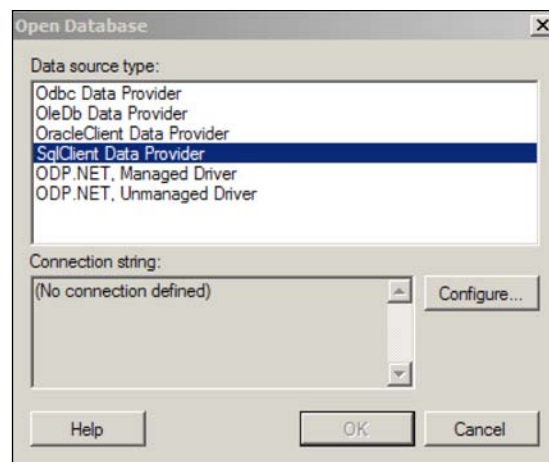 Open Database
Data source type:
Odbc Data Provider
OleDb Data Provider
OracleClient Data Provider
SqlClient Data Provider
ODP.NET, Managed Driver
ODP.NET, Unmanaged Driver
Connection string:
(No connection defined)
Configure...
Help
OK
Cancel